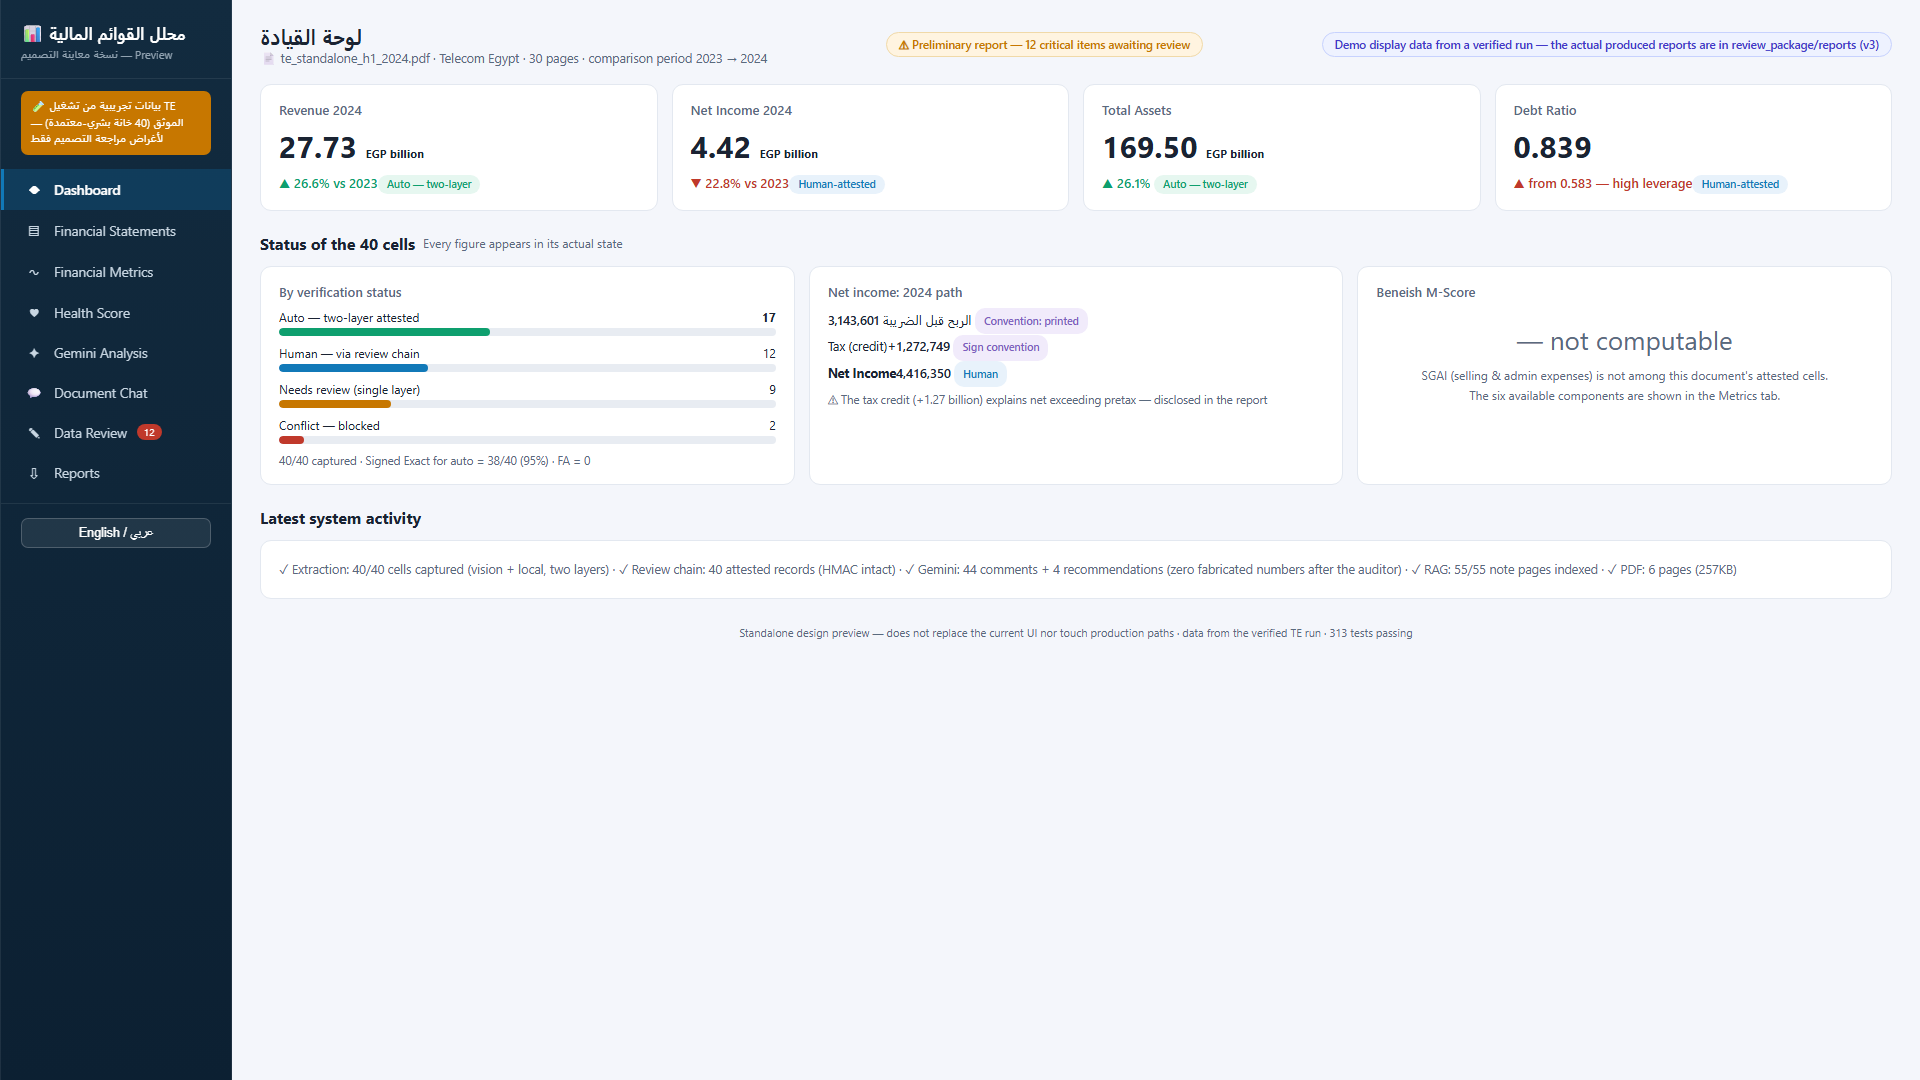 محلل القوائم المالية
Preview — نسخة معاينة التصميم
بيانات تجريبية من تشغيل TE
الموثق (40 خانة بشري-معتمدة) —
لأغراض مراجعة التصميم فقط
Dashboard
Financial Statements
Financial Metrics
Health Score
Gemini Analysis
Document Chat
Data Review 12
Reports
English / عربي
لوحة القيادة
te_standalone_h1_2024.pdf · Telecom Egypt · 30 pages · comparison period 2023 → 2024
⚠ Preliminary report — 12 critical items awaiting review
Demo display data from a verified run — the actual produced reports are in review_package/reports (v3)
Revenue 2024
27.73 EGP billion
▲ 26.6% vs 2023 Auto — two-layer
Net Income 2024
4.42 EGP billion
▼ 22.8% vs 2023 Human-attested
Total Assets
169.50 EGP billion
▲ 26.1% Auto — two-layer
Debt Ratio
0.839
▲ from 0.583 — high leverage Human-attested
Status of the 40 cells Every figure appears in its actual state
By verification status
Auto — two-layer attested 17
Human — via review chain 12
Needs review (single layer) 9
Conflict — blocked 2
40/40 captured · Signed Exact for auto = 38/40 (95%) · FA = 0
Net income: 2024 path
الربح قبل الضريبة 3,143,601 Convention: printed
Tax (credit)+1,272,749 Sign convention
Net Income4,416,350 Human
⚠ The tax credit (+1.27 billion) explains net exceeding pretax — disclosed in the report
Beneish M-Score
— not computable
SGAI (selling & admin expenses) is not among this document's attested cells.
The six available components are shown in the Metrics tab.
Latest system activity
✓ Extraction: 40/40 cells captured (vision + local, two layers) · ✓ Review chain: 40 attested records (HMAC intact) · ✓ Gemini: 44 comments + 4 recommendations (zero fabricated numbers after the auditor) · ✓ RAG: 55/55 note pages indexed · ✓ PDF: 6 pages (257KB)
Standalone design preview — does not replace the current UI nor touch production paths · data from the verified TE run · 313 tests passing